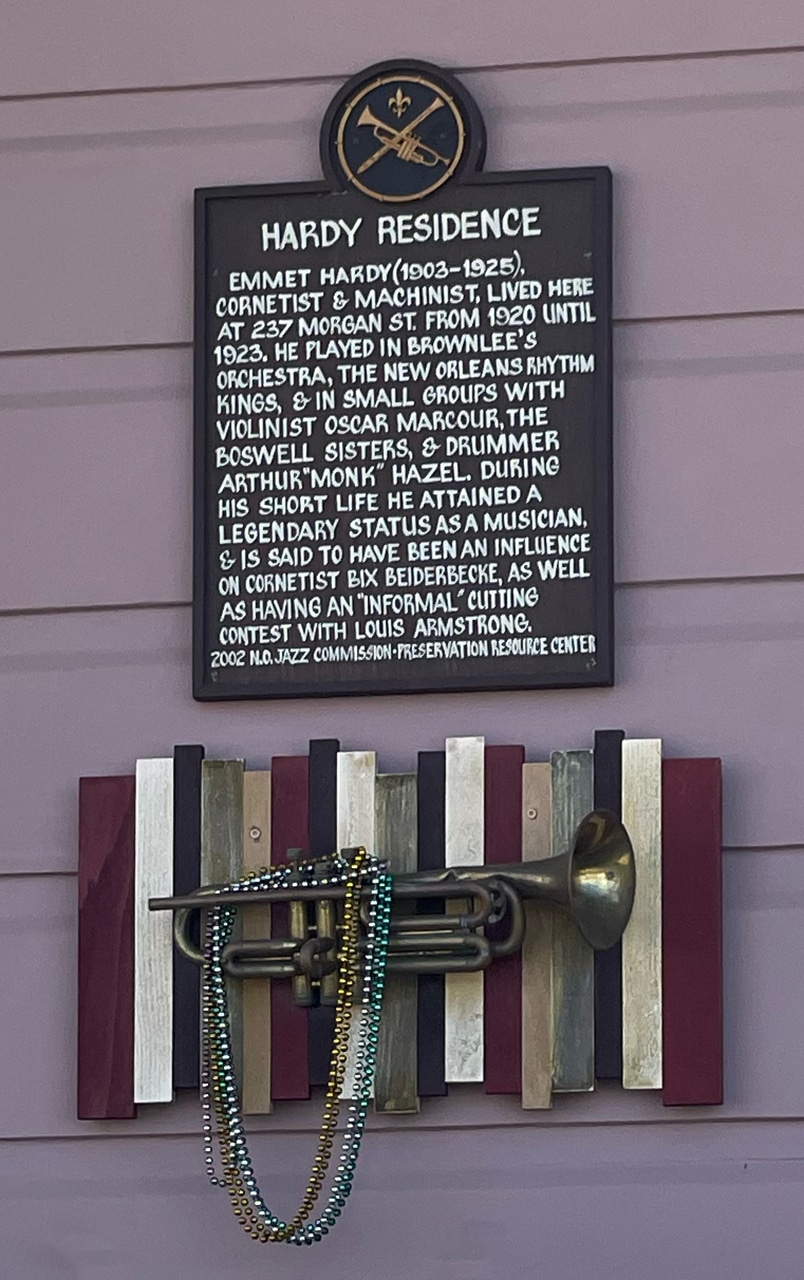 HARDY RESIDENCE
EMMET HARDY (1903-1925),
CORNETIST & MACHINIST, LIVED HERE
AT 237 MORGAN ST. FROM 1920 UNTIL
1923. HE PLAYED IN BROWNLEE'S
ORCHESTRA, THE NEW ORLEANS RHYTHM
KINGS, & IN SMALL GROUPS WITH
VIOLINIST OSCAR MARCOUR, THE
BOSWELL SISTERS, & DRUMMER
ARTHUR "MONK" HAZEL. DURING
HIS SHORT LIFE HE ATTAINED A
LEGENDARY STATUS AS A MUSICIAN,
& IS SAID TO HAVE BEEN AN INFLUENCE
ON CORNETIST BIX BEIDERBECKE, AS WELL
AS HAVING AN "INFORMAL" CUTTING
CONTEST WITH LOUIS ARMSTRONG.
2002 N.O. JAZZ COMMISSION·PRESERVATION RESOURCE CENTER